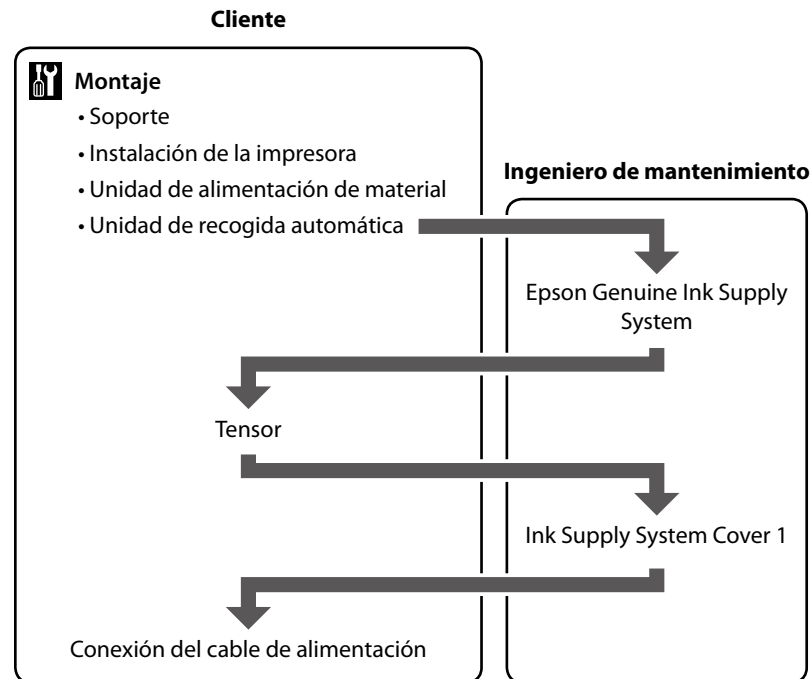 Cliente
Montaje
• Soporte
• Instalación de la impresora
• Unidad de alimentación de material
• Unidad de recogida automática
Ingeniero de mantenimiento
Epson Genuine Ink Supply
System
Tensor
Ink Supply System Cover 1
Conexión del cable de alimentación